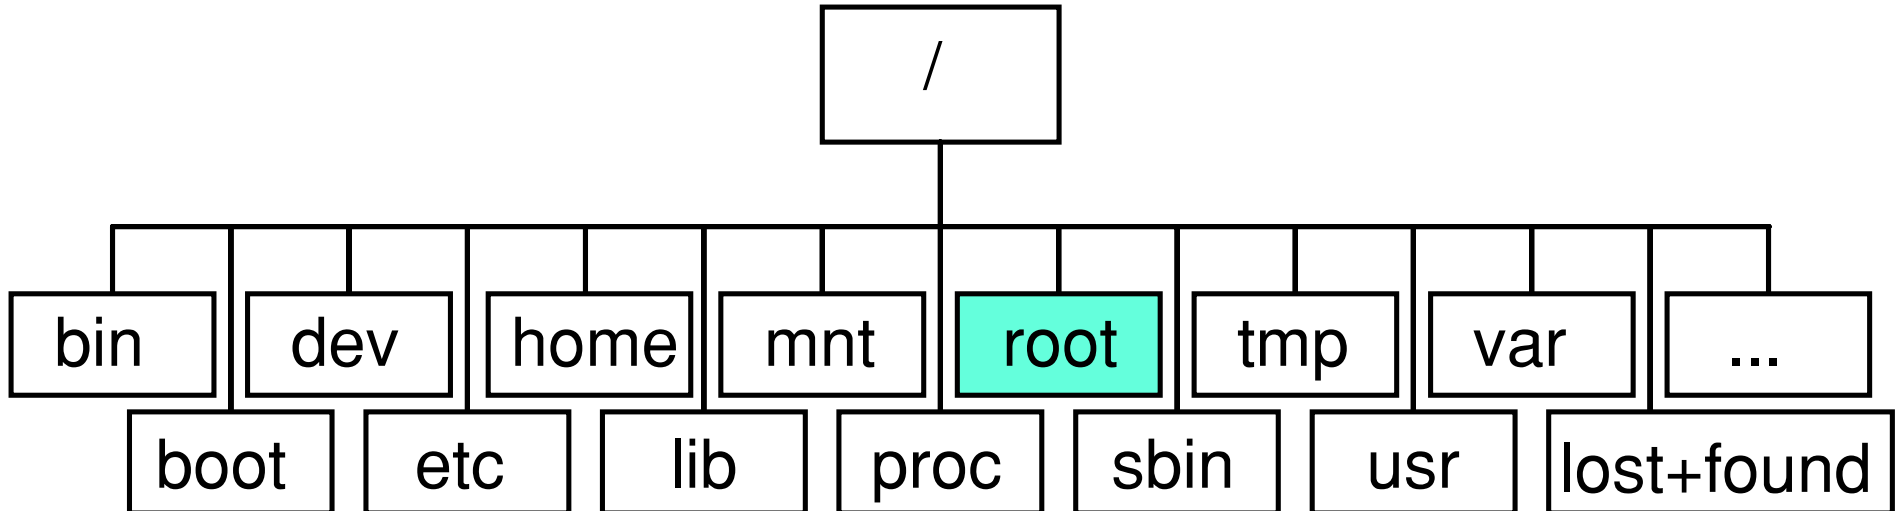 /
bin dev home mnt root tmp var ...
boot etc lib proc sbin usr lost+found